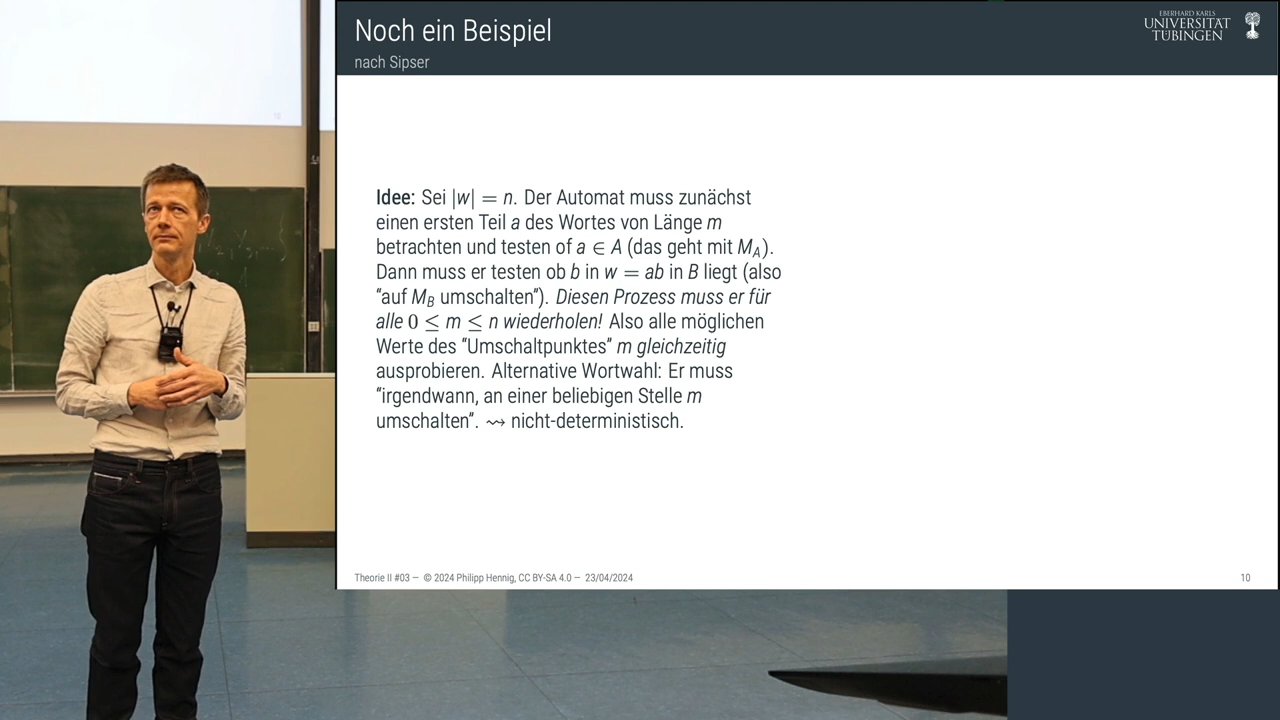 Noch ein Beispiel
nach Sipser
EBERHARD KARLS
UNIVERSITÄT
TÜBINGEN
Idee: Sei |w| = n. Der Automat muss zunächst
einen ersten Teil a des Wortes von Länge m
betrachten und testen of a ∈ A (das geht mit M_A).
Dann muss er testen ob b in w = ab in B liegt (also
“auf M_B umschalten”). Diesen Prozess muss er für
alle 0 ≤ m ≤ n wiederholen! Also alle möglichen
Werte des “Umschaltpunktes” m gleichzeitig
ausprobieren. Alternative Wortwahl: Er muss
“irgendwann, an einer beliebigen Stelle m
umschalten”. ⇝ nicht-deterministisch.
Theorie II #03 — © 2024 Philipp Hennig, CC BY-SA 4.0 — 23/04/2024
10